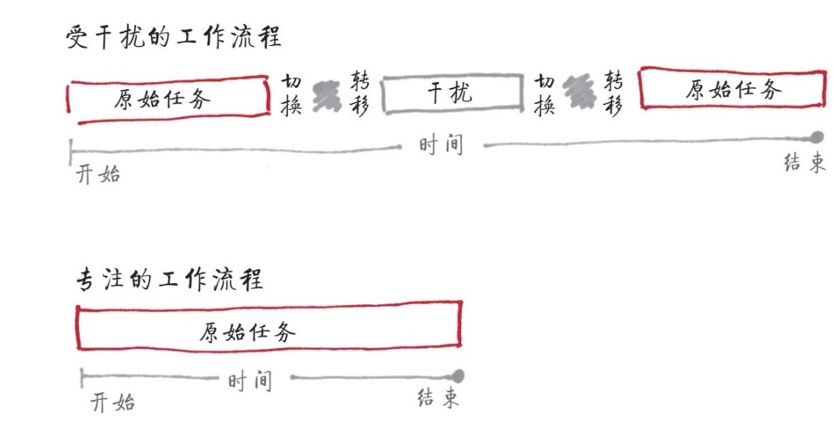 受干扰的工作流程
原始任务 切换 转移 干扰 切换 转移 原始任务
时间
开始 结束
专注的工作流程
原始任务
时间
开始 结束